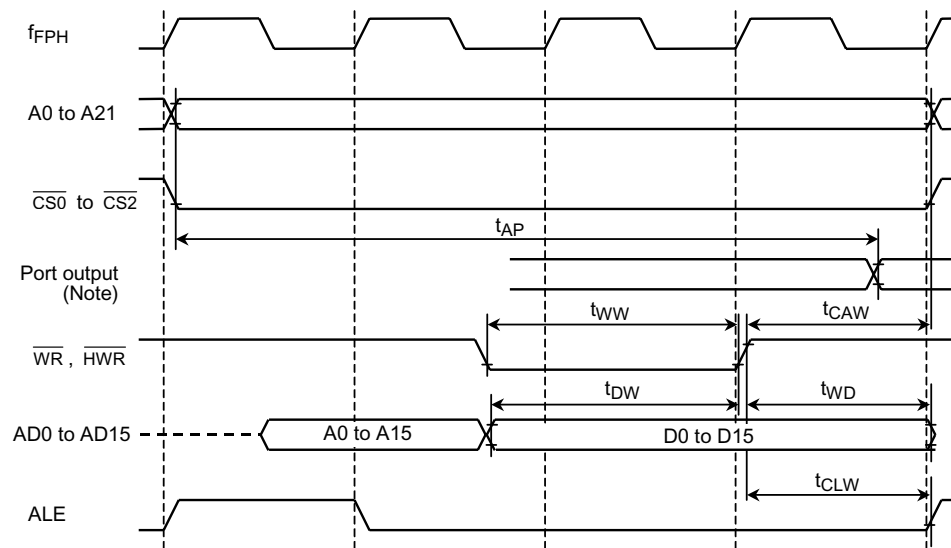 fFPH
A0 to A21
CS0 to CS2
tAP
Port output
(Note)
tWW
tCAW
WR , HWR
tDW
tWD
AD0 to AD15
A0 to A15
D0 to D15
tCLW
ALE